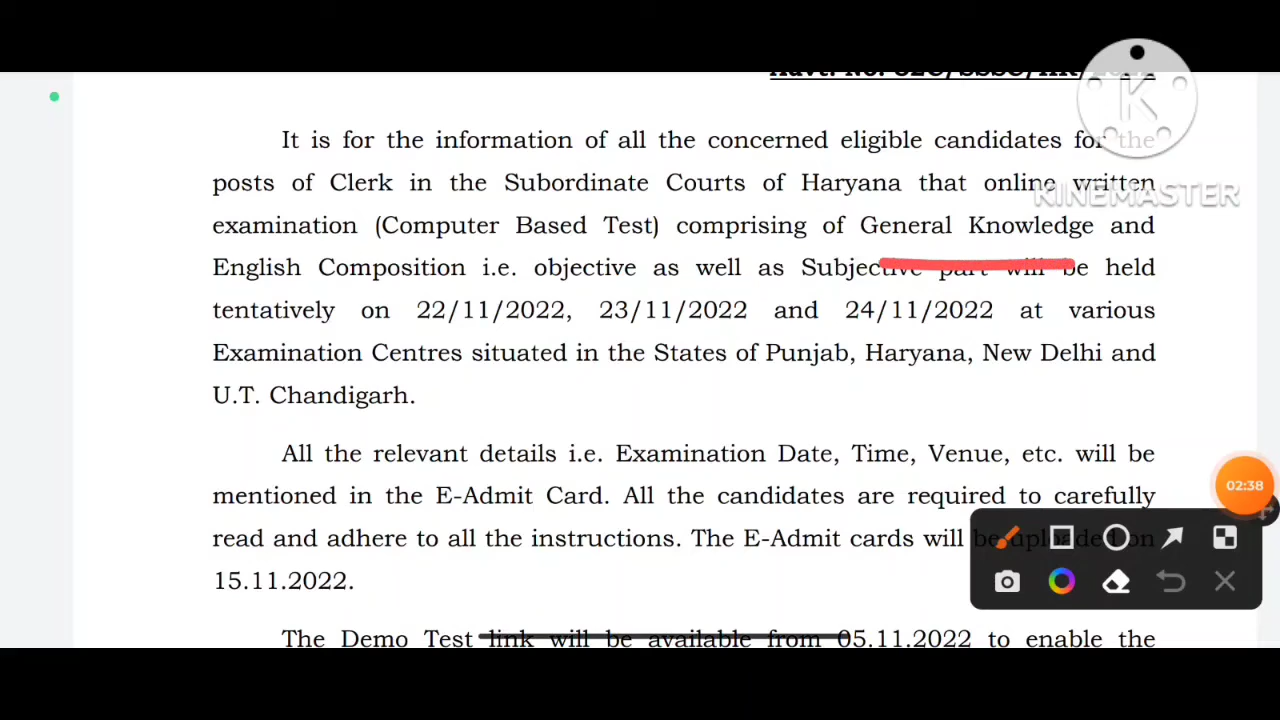 KINEMASTER
It is for the information of all the concerned eligible candidates for the
posts of Clerk in the Subordinate Courts of Haryana that online written
examination (Computer Based Test) comprising of General Knowledge and
English Composition i.e. objective as well as Subjective part will be held
tentatively on 22/11/2022, 23/11/2022 and 24/11/2022 at various
Examination Centres situated in the States of Punjab, Haryana, New Delhi and
U.T. Chandigarh.
All the relevant details i.e. Examination Date, Time, Venue, etc. will be
mentioned in the E-Admit Card. All the candidates are required to carefully
read and adhere to all the instructions. The E-Admit cards will be uploaded on
15.11.2022.
The Demo Test link will be available from 05.11.2022 to enable the
02:38